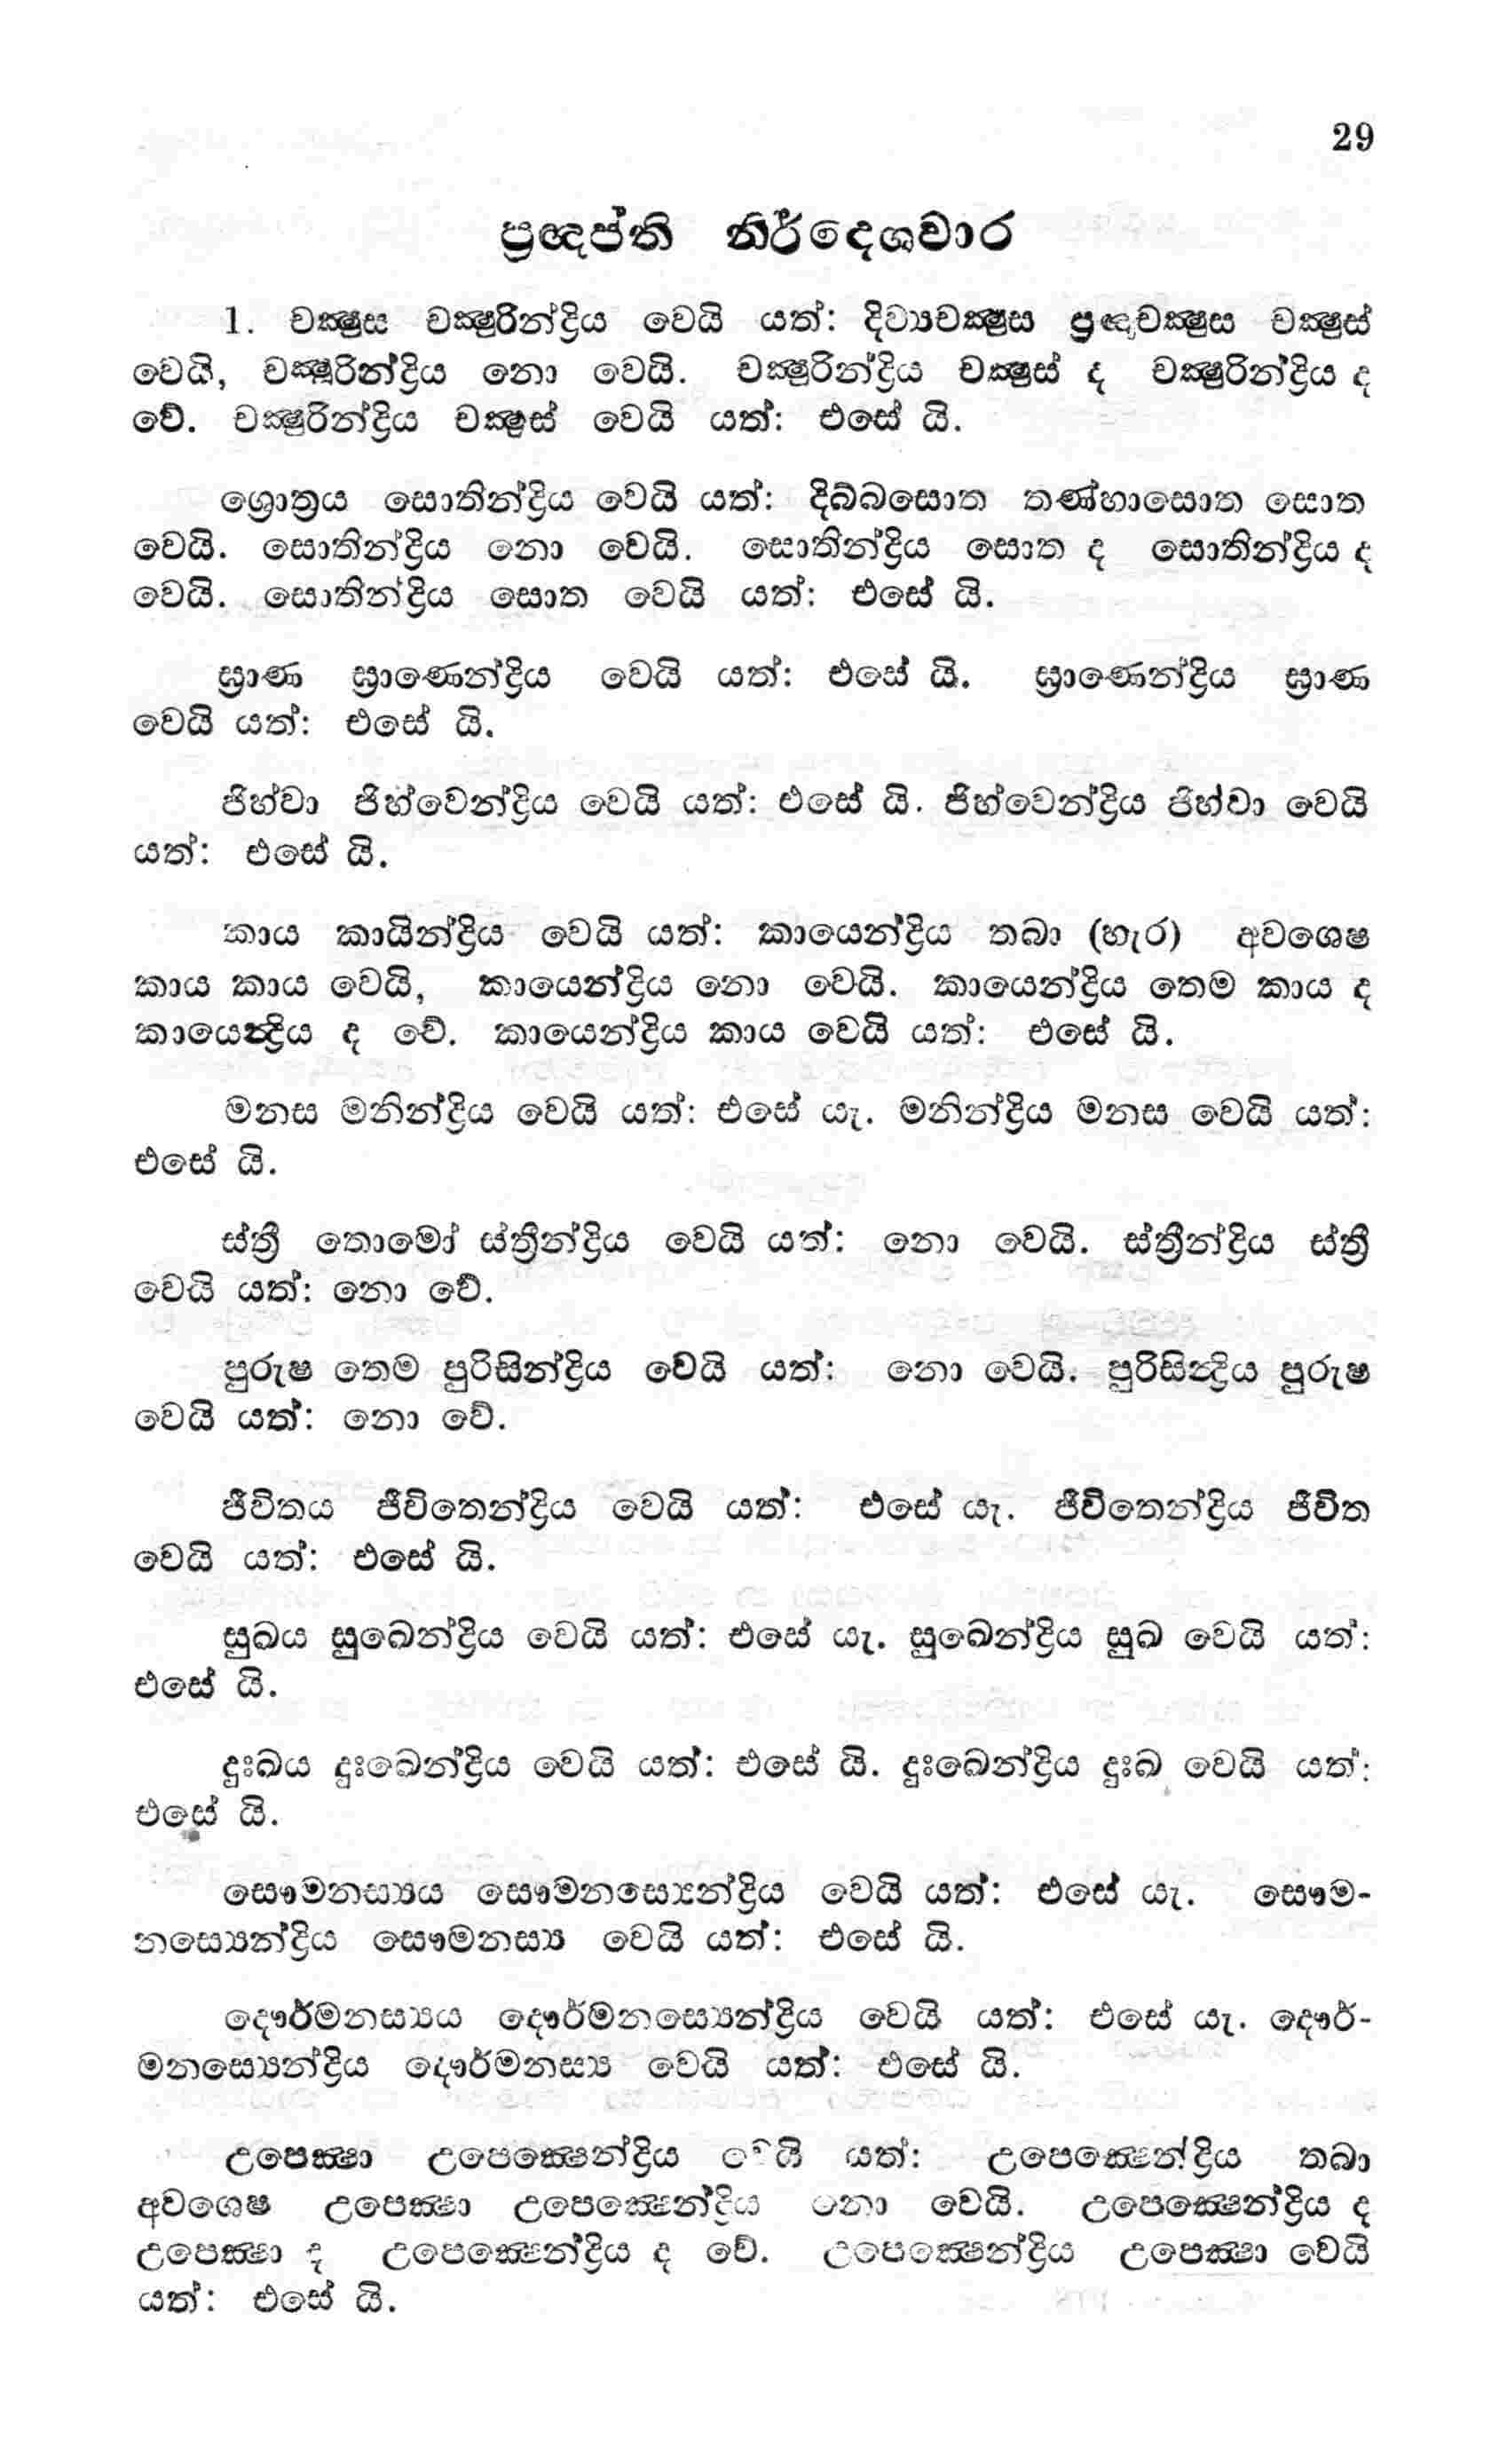 29
ප්‍රඥප්ති නිර්දෙශවාර
1. චක්‍ෂුස චක්‍ෂුරින්ද්‍රිය වෙයි යත්: දිව්‍යචක්‍ෂුස ප්‍රඥචක්‍ෂුස චක්‍ෂුස්
වෙයි, චක්‍ෂූරින්ද්‍රිය නො වෙයි. චක්‍ෂුරින්ද්‍රිය චක්‍ෂුස් ද චක්‍ෂුරින්ද්‍රිය ද
වේ. චක්‍ෂුරින්ද්‍රිය චක්‍ෂුස් වෙයි යත්: එසේ යි.
ශ්‍රොත්‍රය සොතින්ද්‍රිය වෙයි යත්: දිබ්බසොත තණ්හාසොත සොත
වෙයි. සොතින්ද්‍රිය නො වෙයි. සොතින්ද්‍රිය සොත ද සොතින්ද්‍රිය ද
වෙයි. සොතින්ද්‍රිය සොත වෙයි යත්: එසේ යි.
ඝ්‍රාණ ඝ්‍රාණෙන්ද්‍රිය වෙයි යත්: එසේ යි. ඝ්‍රාණෙන්ද්‍රිය ඝ්‍රාණ
වෙයි යත්: එසේ යි.
ජිහ්වා ජිහ්වෙන්ද්‍රිය වෙයි යත්: එසේ යි. ජිහ්වෙන්ද්‍රිය ජිහ්වා වෙයි
යත්: එසේ යි.
කාය කායින්ද්‍රිය වෙයි යත්: කායෙන්ද්‍රිය තබා (හැර) අවශෙෂ
කාය කාය වෙයි, කායෙන්ද්‍රිය නො වෙයි. කායෙන්ද්‍රිය තෙම කාය ද
කායෙන්‍ද්‍රිය ද වේ. කායෙන්ද්‍රිය කාය වෙයි යත්: එසේ යි.
මනස මනින්ද්‍රිය වෙයි යත්: එසේ යැ. මනින්ද්‍රිය මනස වෙයි යත්:
එසේ යි.
ස්ත්‍රී තොමෝ ස්ත්‍රීන්ද්‍රිය වෙයි යත්: නො වෙයි. ස්ත්‍රීන්ද්‍රිය ස්ත්‍රී
වෙයි යත්: නො වේ.
පුරුෂ තෙම පුරිසින්ද්‍රිය වෙයි යත්: නො වෙයි. පුරිසින්‍ද්‍රිය පුරුෂ
වෙයි යත්: නො වේ.
ජීවිතය ජීවිතෙන්ද්‍රිය වෙයි යත්: එසේ යැ. ජීවිතෙන්ද්‍රිය ජීවිත
වෙයි යත්: එසේ යි.
සුඛය සුඛෙන්ද්‍රිය වෙයි යත්: එසේ යැ. සුඛෙන්ද්‍රිය සුඛ වෙයි යත්:
එසේ යි.
දුඃඛය දුඃඛෙන්ද්‍රිය වෙයි යත්: එසේ යි. දුඃඛෙන්ද්‍රිය දුඃඛ වෙයි යත්:
එසේ යි.
සෞමනස්‍යය සෞමනස්‍යෙන්ද්‍රිය වෙයි යත්: එසේ යැ. සෞම-
නස්‍යෙන්ද්‍රිය සෞමනස්‍ය වෙයි යත්: එසේ යි.
දෞර්මනස්‍යය දෞර්මනස්‍යෙන්ද්‍රිය වෙයි යත්: එසේ යැ. දෞර්-
මනස්‍යෙන්ද්‍රිය දෞර්මනස්‍ය වෙයි යත්: එසේ යි.
උපෙක්‍ෂා උපෙක්‍ෂෙන්ද්‍රිය වෙයි යත්: උපෙක්‍ෂෙන්ද්‍රිය තබා
අවශෙෂ උපෙක්‍ෂා උපෙක්‍ෂෙන්ද්‍රිය නො වෙයි. උපෙක්‍ෂෙන්ද්‍රිය ද
උපෙක්‍ෂා ද උපෙක්‍ෂෙන්ද්‍රිය ද වේ. උපෙක්‍ෂෙන්ද්‍රිය උපෙක්‍ෂා වෙයි
යත්: එසේ යි.